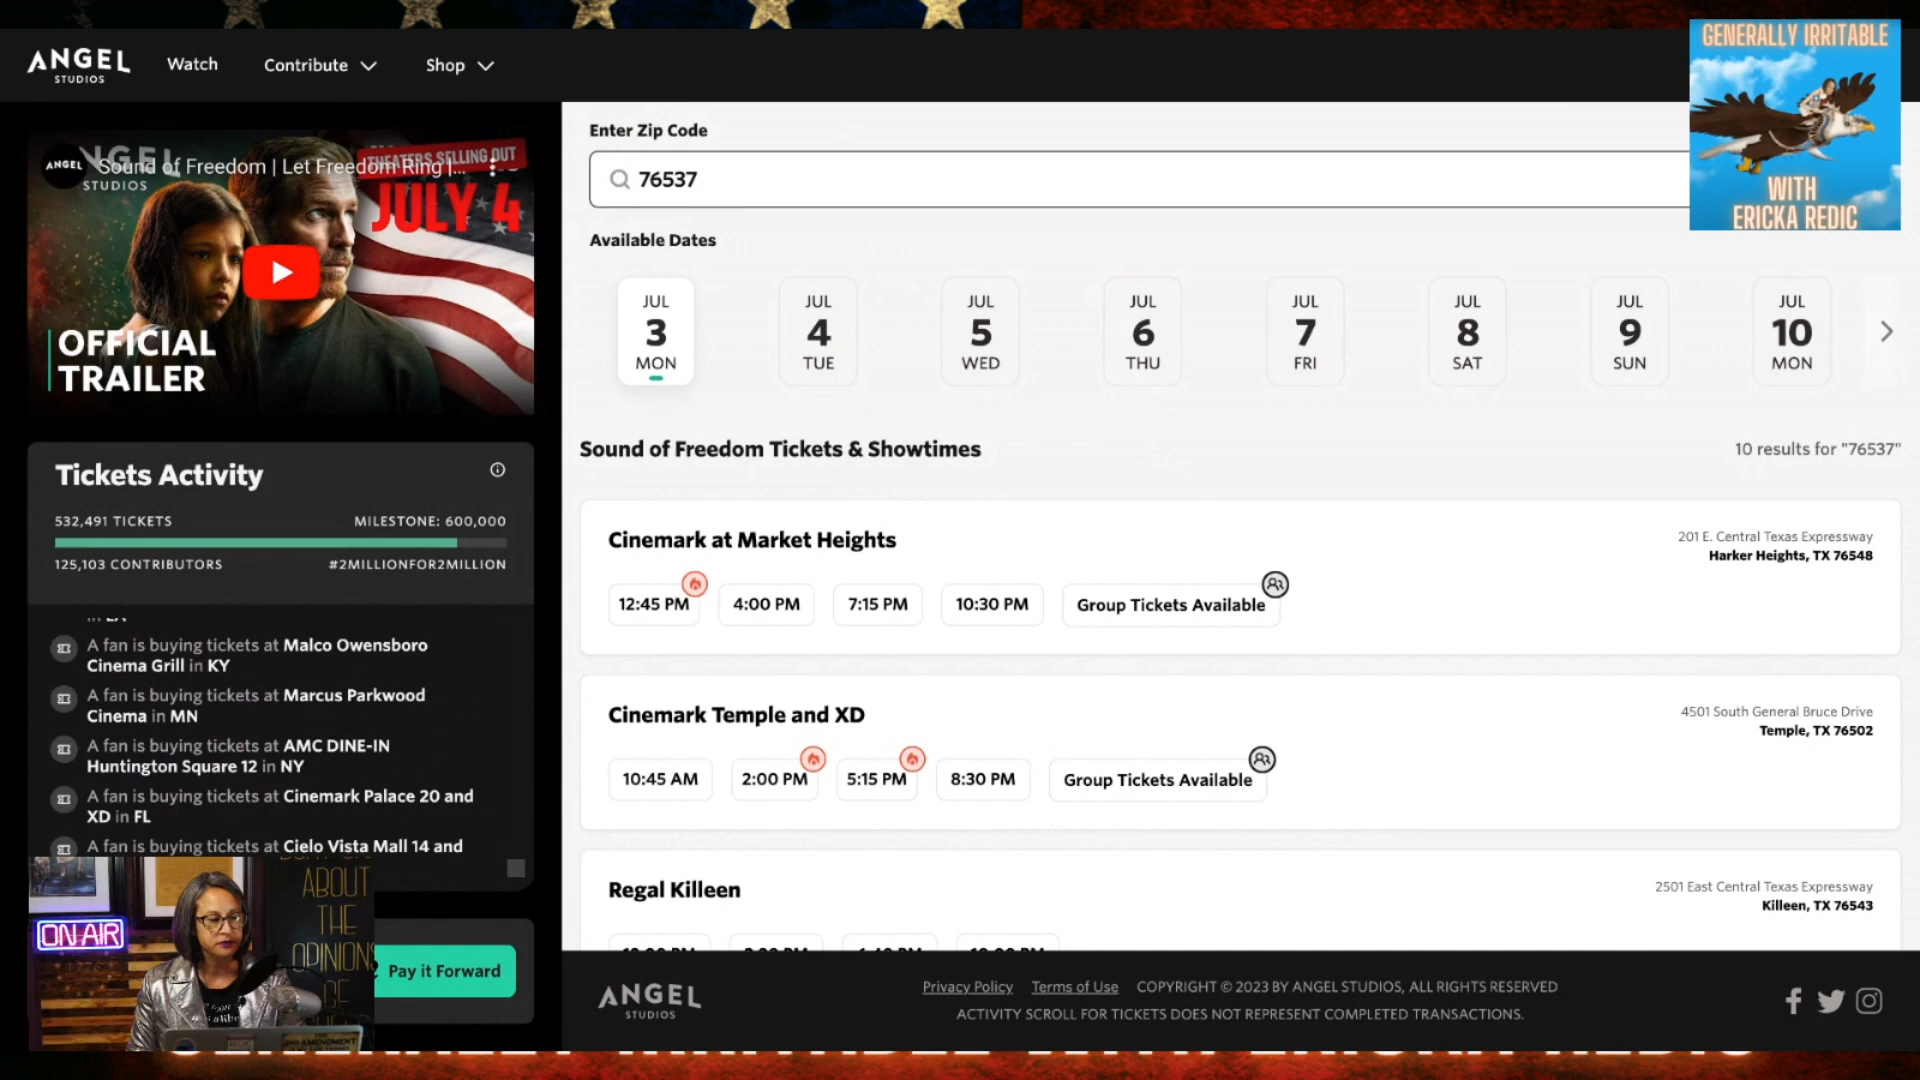 ANGEL
STUDIOS
Watch
Contribute
Shop
GENERALLY IRRITABLE
WITH
ERICKA REDIC
ANGEL
Sound of Freedom | Let Freedom Ring |...
STUDIOS
THEATERS SELLING OUT
JULY 4
OFFICIAL
TRAILER
Enter Zip Code
76537
Available Dates
JUL
3
MON
JUL
4
TUE
JUL
5
WED
JUL
6
THU
JUL
7
FRI
JUL
8
SAT
JUL
9
SUN
JUL
10
MON
Tickets Activity
532,491 TICKETS
MILESTONE: 600,000
125,103 CONTRIBUTORS
#2MILLIONFOR2MILLION
A fan is buying tickets at Malco Owensboro
Cinema Grill in KY
A fan is buying tickets at Marcus Parkwood
Cinema in MN
A fan is buying tickets at AMC DINE-IN
Huntington Square 12 in NY
A fan is buying tickets at Cinemark Palace 20 and
XD in FL
A fan is buying tickets at Cielo Vista Mall 14 and
Pay it Forward
ON AIR
ABOUT
THE
OPINIONS
Sound of Freedom Tickets & Showtimes
10 results for "76537"
Cinemark at Market Heights
201 E. Central Texas Expressway
Harker Heights, TX 76548
12:45 PM
4:00 PM
7:15 PM
10:30 PM
Group Tickets Available
Cinemark Temple and XD
4501 South General Bruce Drive
Temple, TX 76502
10:45 AM
2:00 PM
5:15 PM
8:30 PM
Group Tickets Available
Regal Killeen
2501 East Central Texas Expressway
Killeen, TX 76543
ANGEL
STUDIOS
Privacy Policy Terms of Use COPYRIGHT © 2023 BY ANGEL STUDIOS, ALL RIGHTS RESERVED
ACTIVITY SCROLL FOR TICKETS DOES NOT REPRESENT COMPLETED TRANSACTIONS.